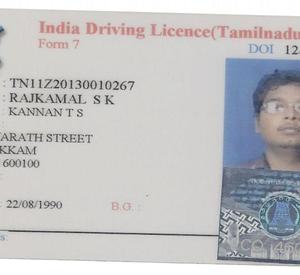 India Driving Licence(Tamilnadu
Form 7
DOI 12
: TN11Z20130010267
: RAJKAMAL S K
: KANNAN T S
:
ARATH STREET
KKAM
600100
: 22/08/1990 B.G. :
s: